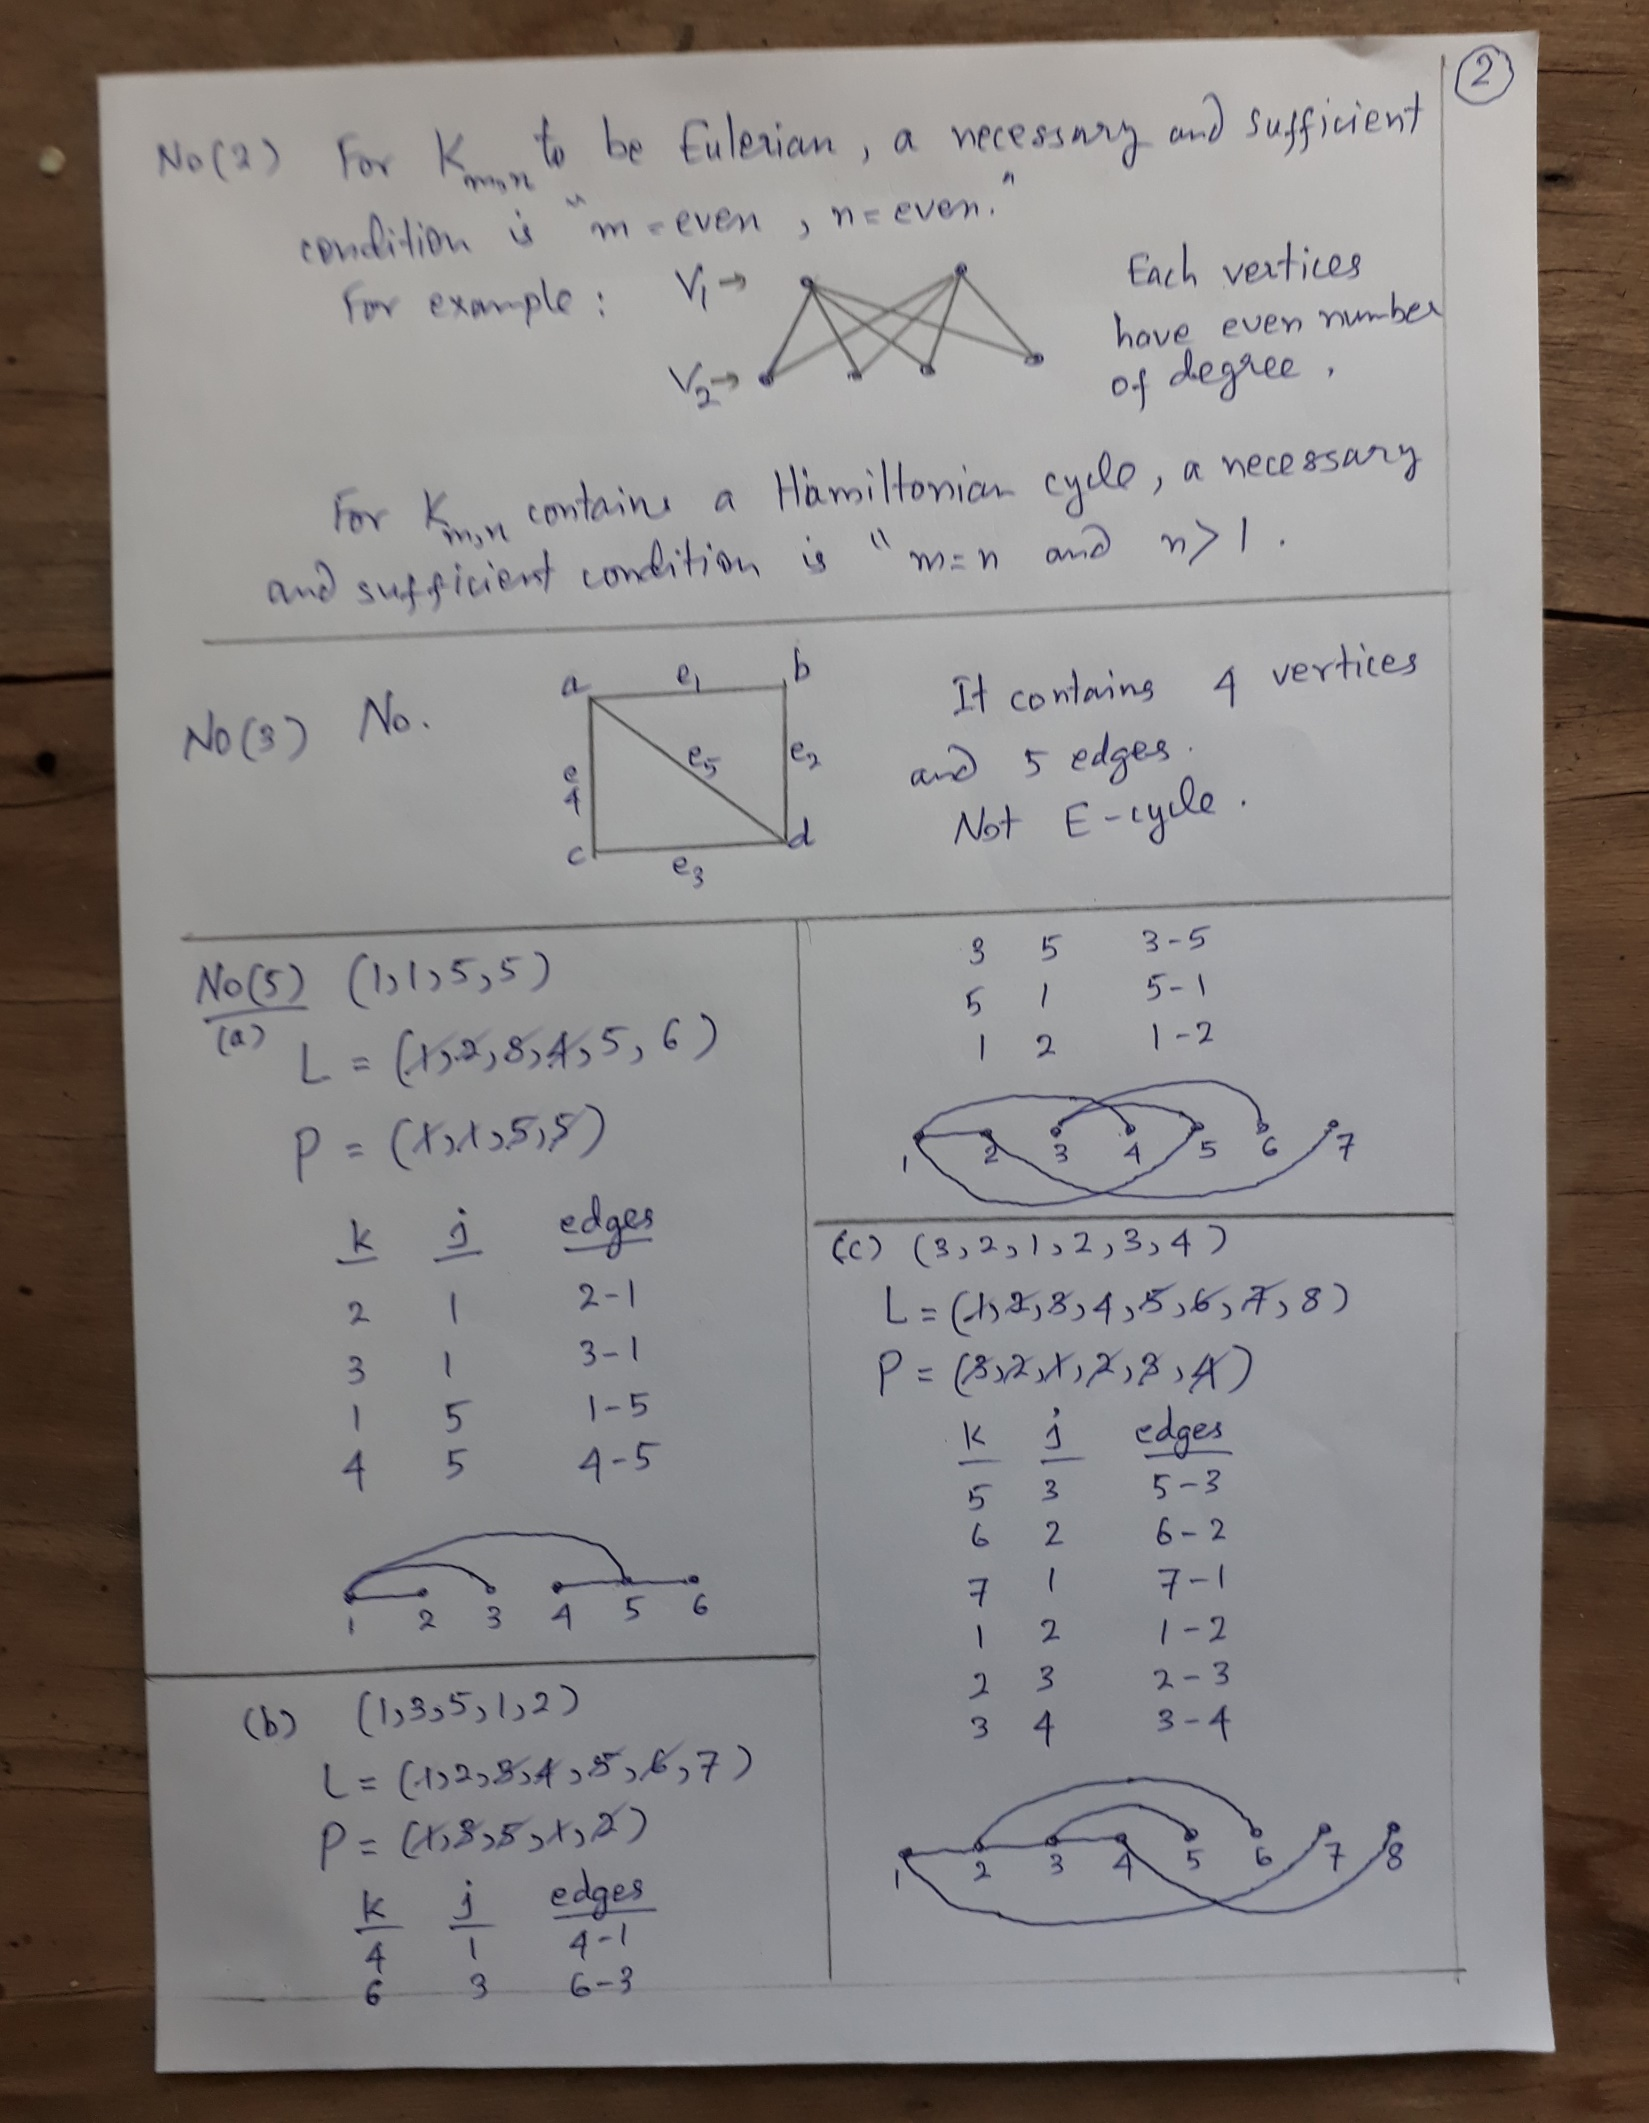 2
No(2) For Km,n to be Eulerian, a necessary and sufficient
condition is "m = even, n = even."
For example:
V1 →
V2 →
Each vertices
have even number
of degree.
For Km,n contains a Hamiltonian cycle, a necessary
and sufficient condition is "m=n and n>1.
No(3) No.
a e1 b
e4 e5 e2
c e3 d
It contains 4 vertices
and 5 edges.
Not E-cycle.
No(5) (1,1,5,5)
(a)
L = (1,2,3,4,5,6)
P = (1,1,5,5)
k j edges
2 1 2-1
3 1 3-1
1 5 1-5
4 5 4-5
1 2 3 4 5 6
(b) (1,3,5,1,2)
L = (1,2,3,4,5,6,7)
P = (1,3,5,1,2)
k j edges
4 1 4-1
6 3 6-3
3 5 3-5
5 1 5-1
1 2 1-2
1 2 3 4 5 6 7
(c) (3,2,1,2,3,4)
L = (1,2,3,4,5,6,7,8)
P = (3,2,1,2,3,4)
k j edges
5 3 5-3
6 2 6-2
7 1 7-1
1 2 1-2
2 3 2-3
3 4 3-4
1 2 3 4 5 6 7 8